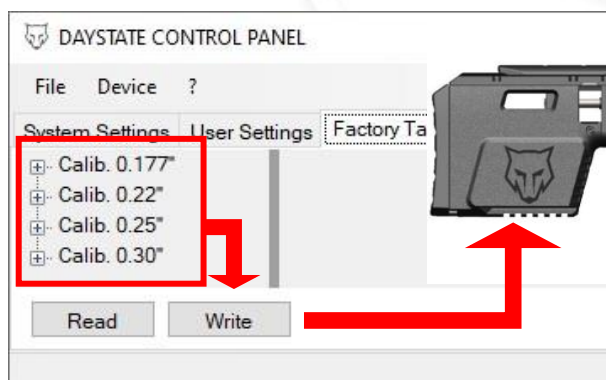 DAYSTATE CONTROL PANEL
File Device ?
System Settings User Settings Factory Ta
Calib. 0.177"
Calib. 0.22"
Calib. 0.25"
Calib. 0.30"
Read Write